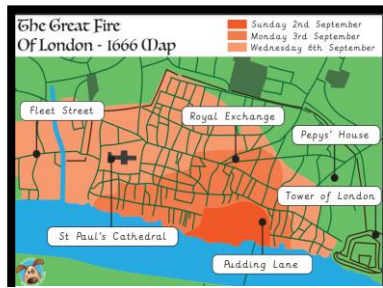 The Great Fire
Of London - 1666 Map
Sunday 2nd September
Monday 3rd September
Wednesday 6th September
Fleet Street
Royal Exchange
Pepys' House
Tower of London
St Paul's Cathedral
Pudding Lane